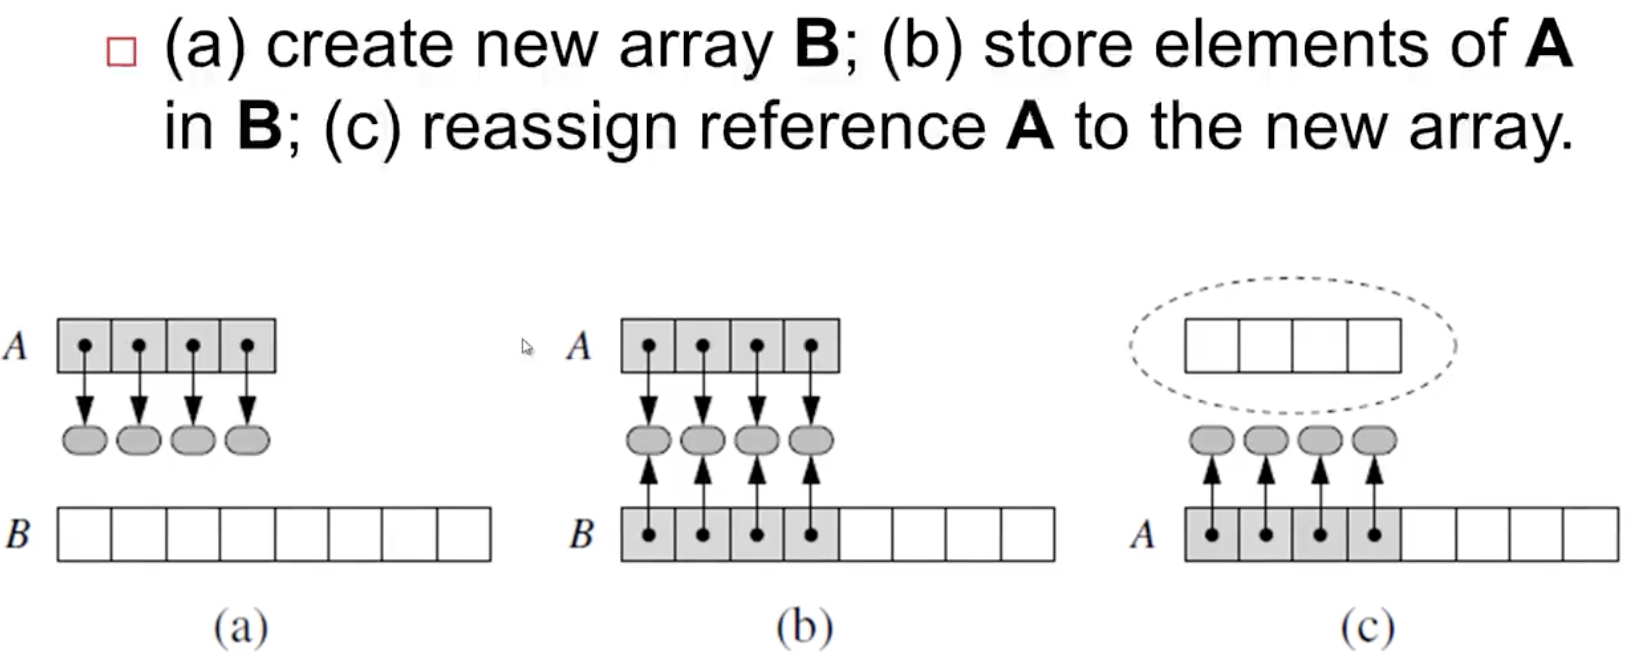 (a) create new array B; (b) store elements of A
in B; (c) reassign reference A to the new array.
A
A
B
B
A
(a)
(b)
(c)